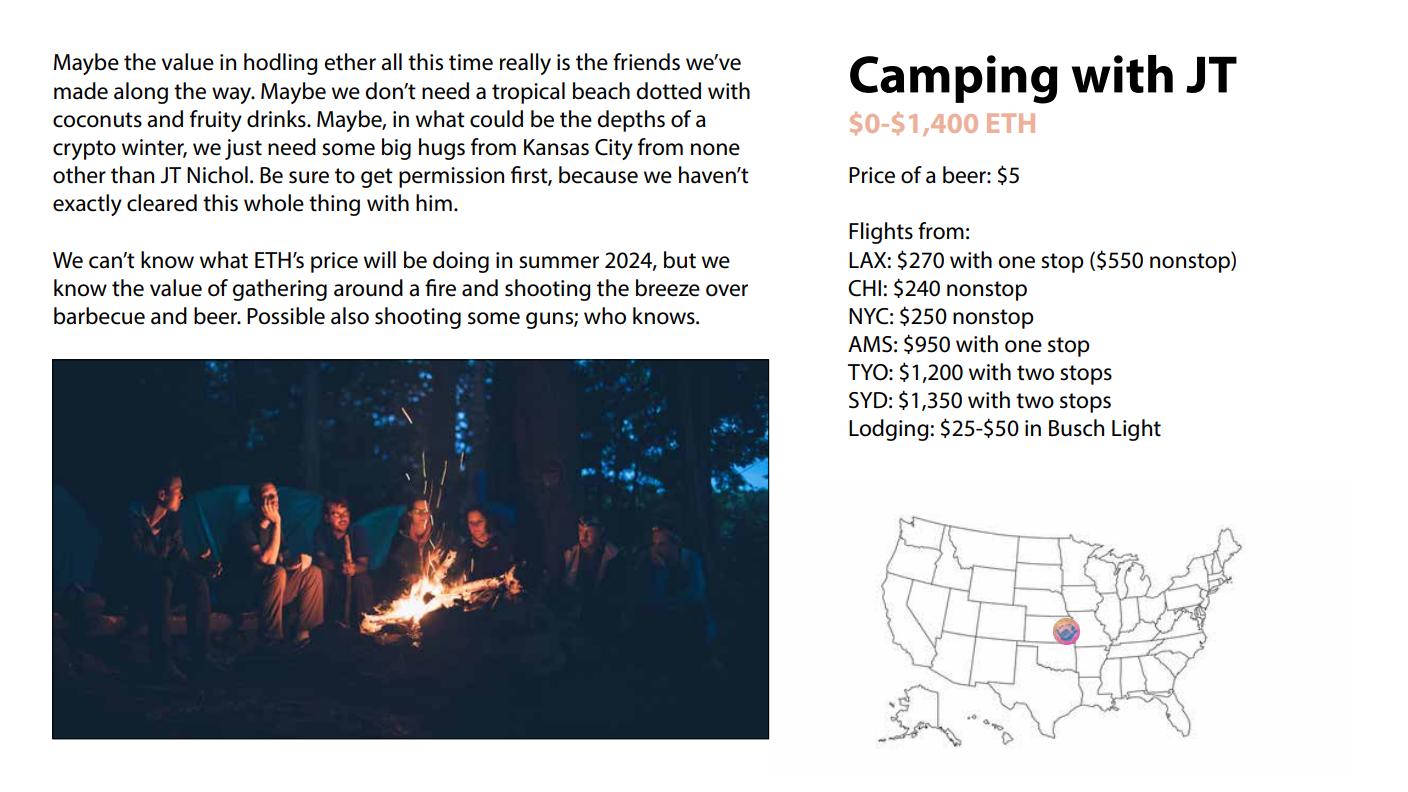 Maybe the value in hodling ether all this time really is the friends we’ve
made along the way. Maybe we don’t need a tropical beach dotted with
coconuts and fruity drinks. Maybe, in what could be the depths of a
crypto winter, we just need some big hugs from Kansas City from none
other than JT Nichol. Be sure to get permission first, because we haven’t
exactly cleared this whole thing with him.
We can’t know what ETH’s price will be doing in summer 2024, but we
know the value of gathering around a fire and shooting the breeze over
barbecue and beer. Possible also shooting some guns; who knows.
Camping with JT
$0-$1,400 ETH
Price of a beer: $5
Flights from:
LAX: $270 with one stop ($550 nonstop)
CHI: $240 nonstop
NYC: $250 nonstop
AMS: $950 with one stop
TYO: $1,200 with two stops
SYD: $1,350 with two stops
Lodging: $25-$50 in Busch Light